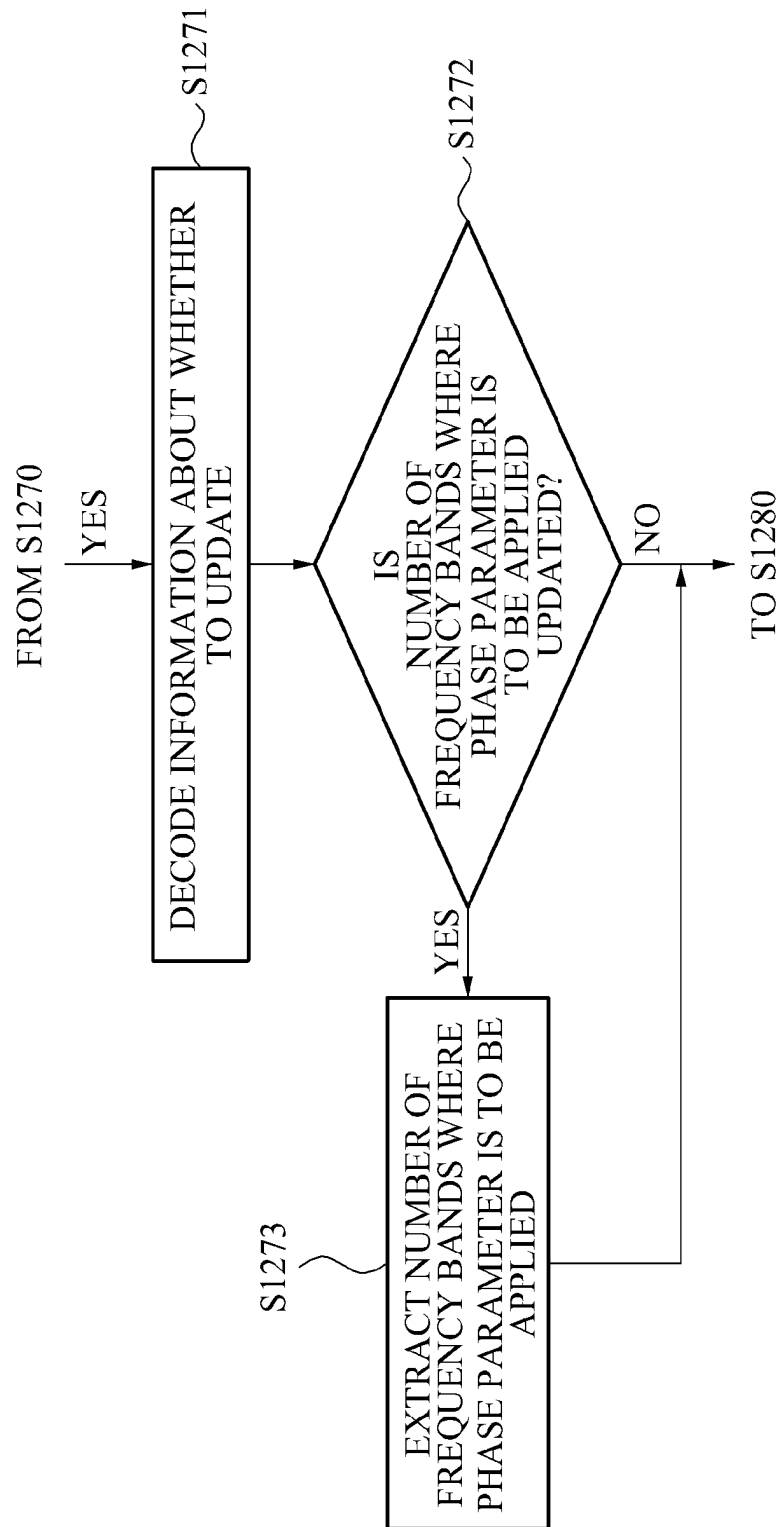 FROM S1270
YES
DECODE INFORMATION ABOUT WHETHER
TO UPDATE
S1271
IS
NUMBER OF
FREQUENCY BANDS WHERE
PHASE PARAMETER IS
TO BE APPLIED
UPDATED?
S1272
YES
NO
S1273
EXTRACT NUMBER OF
FREQUENCY BANDS WHERE
PHASE PARAMETER IS TO BE
APPLIED
TO S1280